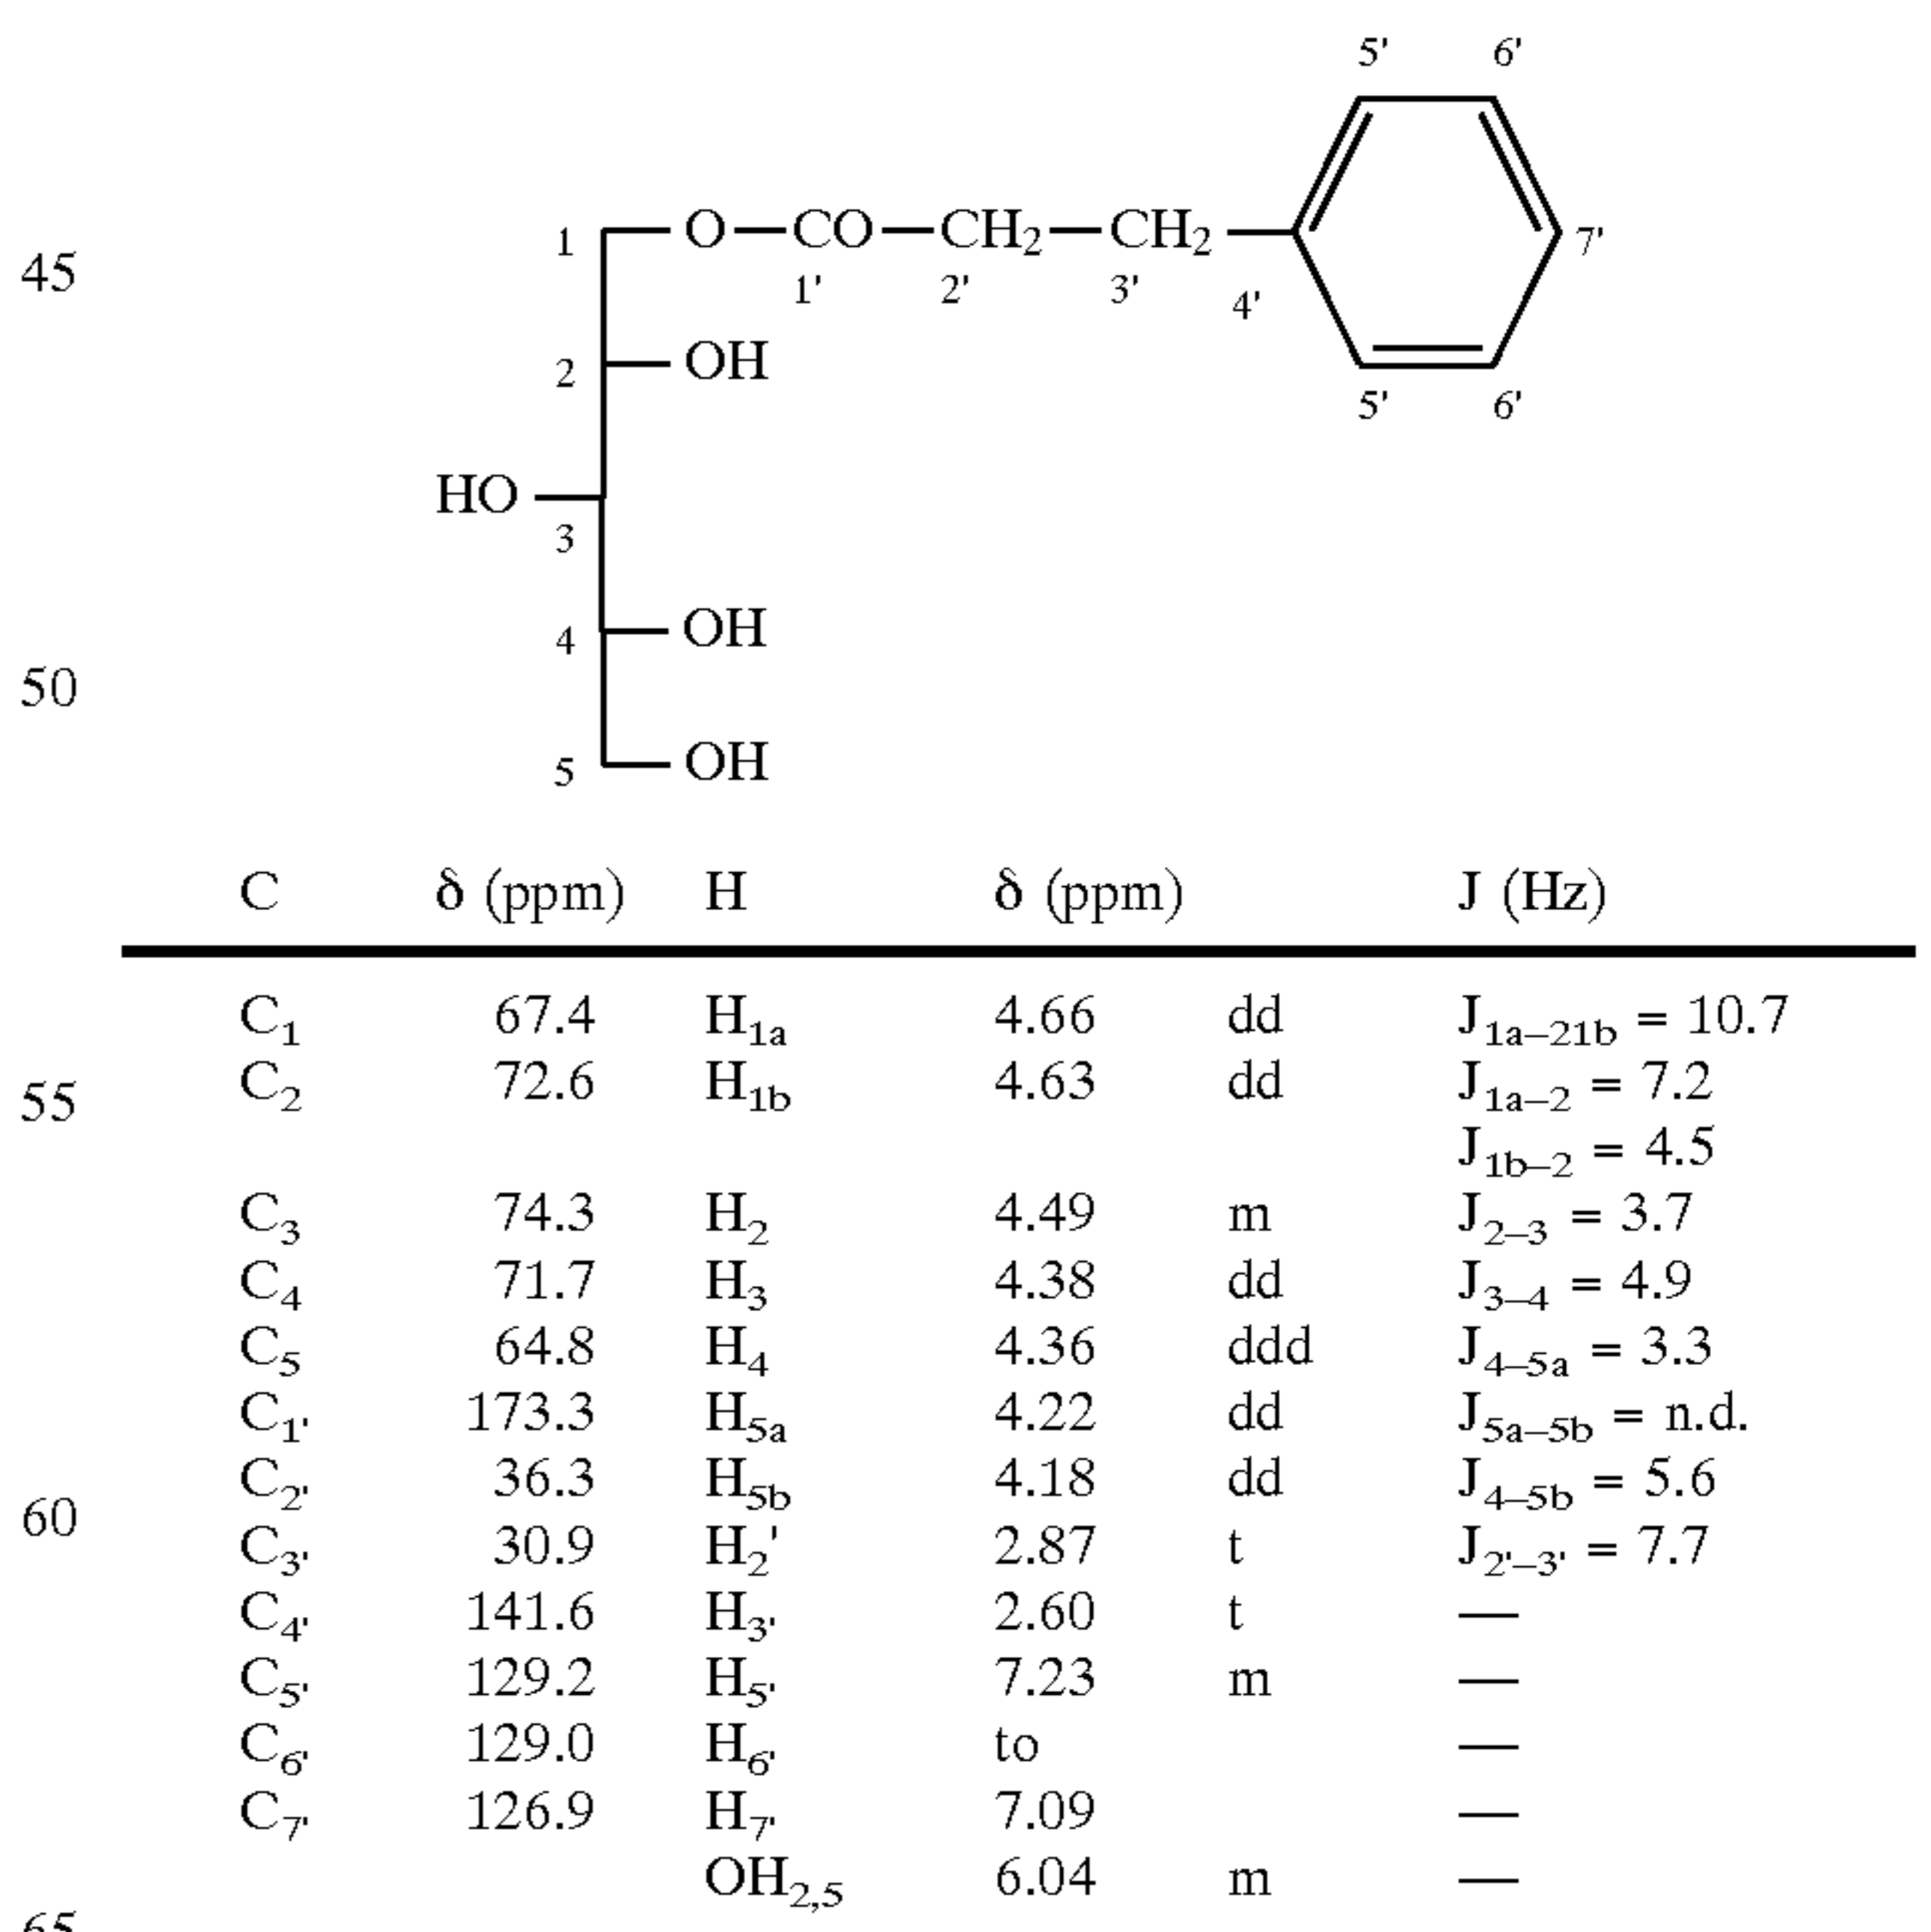 5' 6'
45 1 O—CO—CH₂—CH₂ 7'
1' 2' 3' 4'
2 OH
5' 6'
HO
3
4 OH
50
5 OH
C δ (ppm) H δ (ppm) J (Hz)
C₁ 67.4 H₁ₐ 4.66 dd J₁ₐ₋₂₁b = 10.7
55 C₂ 72.6 H₁b 4.63 dd J₁ₐ₋₂ = 7.2
J₁b₋₂ = 4.5
C₃ 74.3 H₂ 4.49 m J₂₋₃ = 3.7
C₄ 71.7 H₃ 4.38 dd J₃₋₄ = 4.9
C₅ 64.8 H₄ 4.36 ddd J₄₋₅ₐ = 3.3
C₁' 173.3 H₅ₐ 4.22 dd J₅ₐ₋₅b = n.d.
60 C₂' 36.3 H₅b 4.18 dd J₄₋₅b = 5.6
C₃' 30.9 H₂' 2.87 t J₂'₋₃' = 7.7
C₄' 141.6 H₃' 2.60 t —
C₅' 129.2 H₅' 7.23 m —
C₆' 129.0 H₆' to —
C₇' 126.9 H₇' 7.09 —
OH₂,₅ 6.04 m —
65